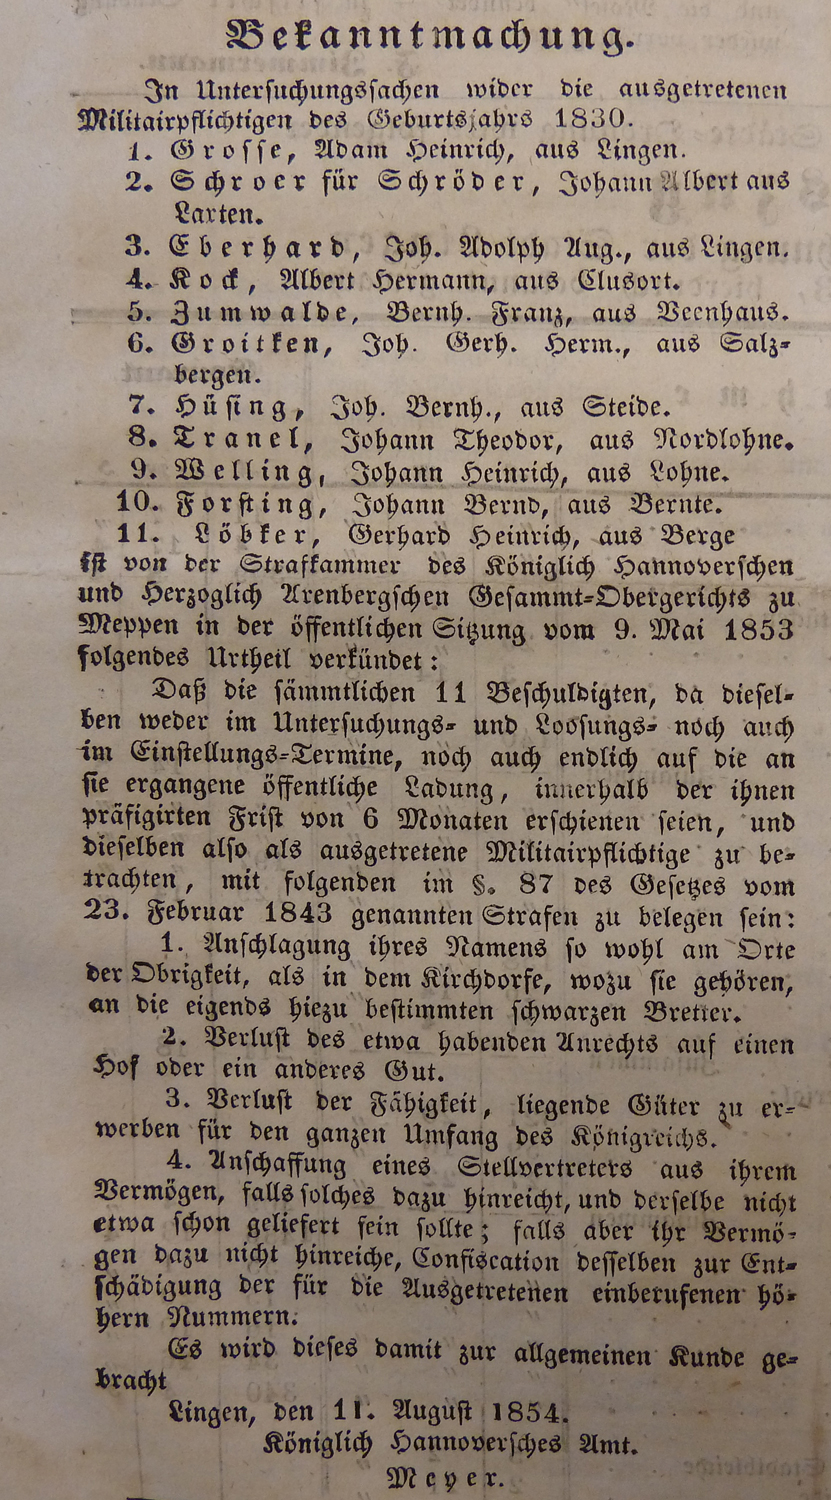 Bekanntmachung.
In Untersuchungssachen wider die ausgetretenen
Militairpflichtigen des Geburtsjahrs 1830.
1. Grosse, Adam Heinrich, aus Lingen.
2. Schroer für Schröder, Johann Albert aus
Larten.
3. Eberhard, Joh. Adolph Aug., aus Lingen.
4. Kock, Albert Hermann, aus Clusort.
5. Zumwalde, Bernh. Franz, aus Veenhaus.
6. Groitken, Joh. Gerh. Herm., aus Salz-
bergen.
7. Hüsing, Joh. Bernh., aus Steide.
8. Tranel, Johann Theodor, aus Nordlohne.
9. Welling, Johann Heinrich, aus Lohne.
10. Forsting, Johann Bernd, aus Bernte.
11. Löbker, Gerhard Heinrich, aus Berge
ist von der Strafkammer des Königlich Hannoverschen
und Herzoglich Arenbergschen Gesammt-Obergerichts zu
Meppen in der öffentlichen Sitzung vom 9. Mai 1853
folgendes Urtheil verkündet:
Daß die sämmtlichen 11 Beschuldigten, da diesel-
ben weder im Untersuchungs- und Loosungs- noch auch
im Einstellungs-Termine, noch auch endlich auf die an
sie ergangene öffentliche Ladung, innerhalb der ihnen
präfigirten Frist von 6 Monaten erschienen seien, und
dieselben also als ausgetretene Militairpflichtige zu be-
trachten, mit folgenden im §. 87 des Gesetzes vom
23. Februar 1843 genannten Strafen zu belegen sein:
1. Anschlagung ihres Namens so wohl am Orte
der Obrigkeit, als in dem Kirchdorfe, wozu sie gehören,
an die eigends hiezu bestimmten schwarzen Bretter.
2. Verlust des etwa habenden Anrechts auf einen
Hof oder ein anderes Gut.
3. Verlust der Fähigkeit, liegende Güter zu er-
werben für den ganzen Umfang des Königreichs.
4. Anschaffung eines Stellvertreters aus ihrem
Vermögen, falls solches dazu hinreicht, und derselbe nicht
etwa schon geliefert sein sollte; falls aber ihr Vermö-
gen dazu nicht hinreiche, Confiscation desselben zur Ent-
schädigung der für die Ausgetretenen einberufenen hö-
hern Nummern.
Es wird dieses damit zur allgemeinen Kunde ge-
bracht
Lingen, den 11. August 1854.
Königlich Hannoversches Amt.
Meyer.